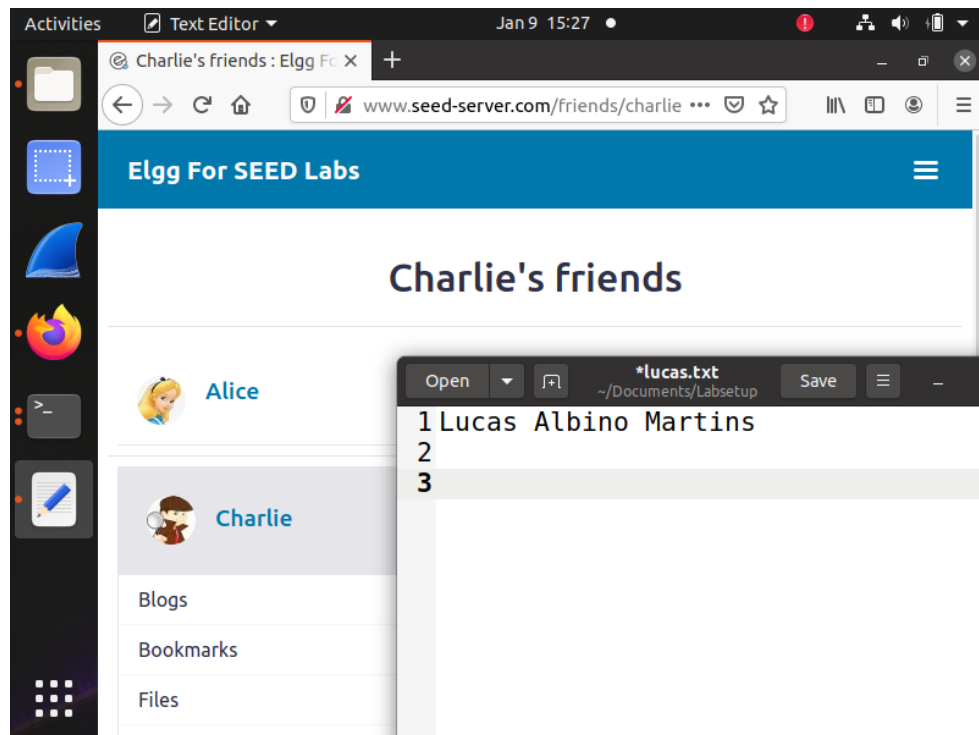 Activities Text Editor Jan 9 15:27
Charlie's friends : Elgg
www.seed-server.com/friends/charlie
Elgg For SEED Labs
Charlie's friends
Alice
Open *lucas.txt Save
~/Documents/Labsetup
1 Lucas Albino Martins
2
3
Charlie
Blogs
Bookmarks
Files